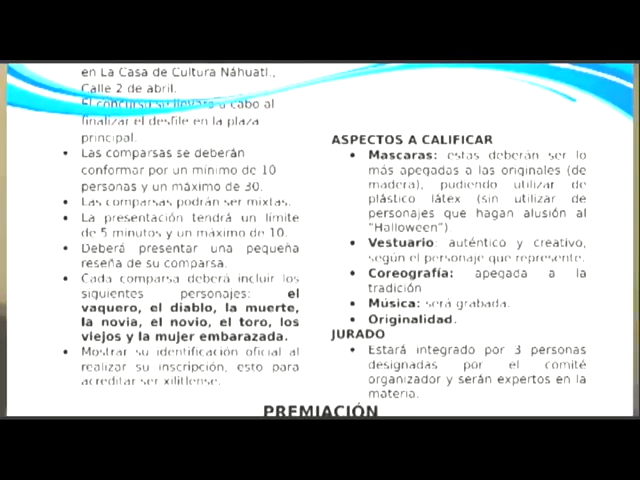 en La Casa de Cultura Náhuatl.,
Calle 2 de abril.
El concurso se llevara a cabo al
finalizar el desfile en la plaza
principal.
• Las comparsas se deberán
conformar por un mínimo de 10
personas y un máximo de 30.
• Las comparsas podrán ser mixtas.
• La presentación tendrá un límite
de 5 minutos y un máximo de 10.
• Deberá presentar una pequeña
reseña de su comparsa.
• Cada comparsa deberá incluir los
siguientes personajes: el
vaquero, el diablo, la muerte,
la novia, el novio, el toro, los
viejos y la mujer embarazada.
• Mostrar su identificación oficial al
realizar su inscripción, esto para
acreditar ser xilitlense.
ASPECTOS A CALIFICAR
• Mascaras: estas deberán ser lo
más apegadas a las originales (de
madera), pudiendo utilizar de
plástico látex (sin utilizar de
personajes que hagan alusión al
"Halloween").
• Vestuario: auténtico y creativo,
según el personaje que represente.
• Coreografía: apegada a la
tradición
• Música: será grabada.
• Originalidad.
JURADO
• Estará integrado por 3 personas
designadas por el comité
organizador y serán expertos en la
materia.
PREMIACIÓN